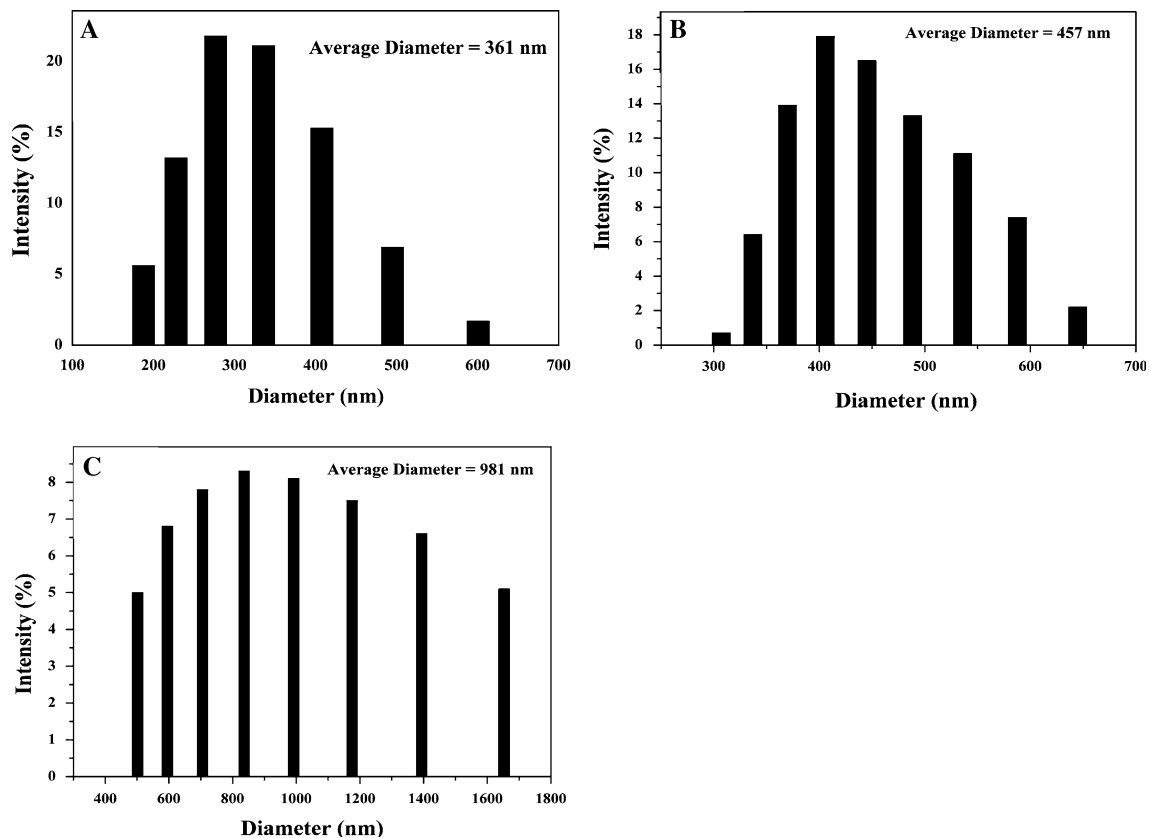 A
Average Diameter = 361 nm
Intensity (%)
20
15
10
5
0
100 200 300 400 500 600 700
Diameter (nm)
B
Average Diameter = 457 nm
Intensity (%)
18
16
14
12
10
8
6
4
2
0
300 400 500 600 700
Diameter (nm)
C
Average Diameter = 981 nm
Intensity (%)
8
7
6
5
4
3
2
1
0
400 600 800 1000 1200 1400 1600 1800
Diameter (nm)